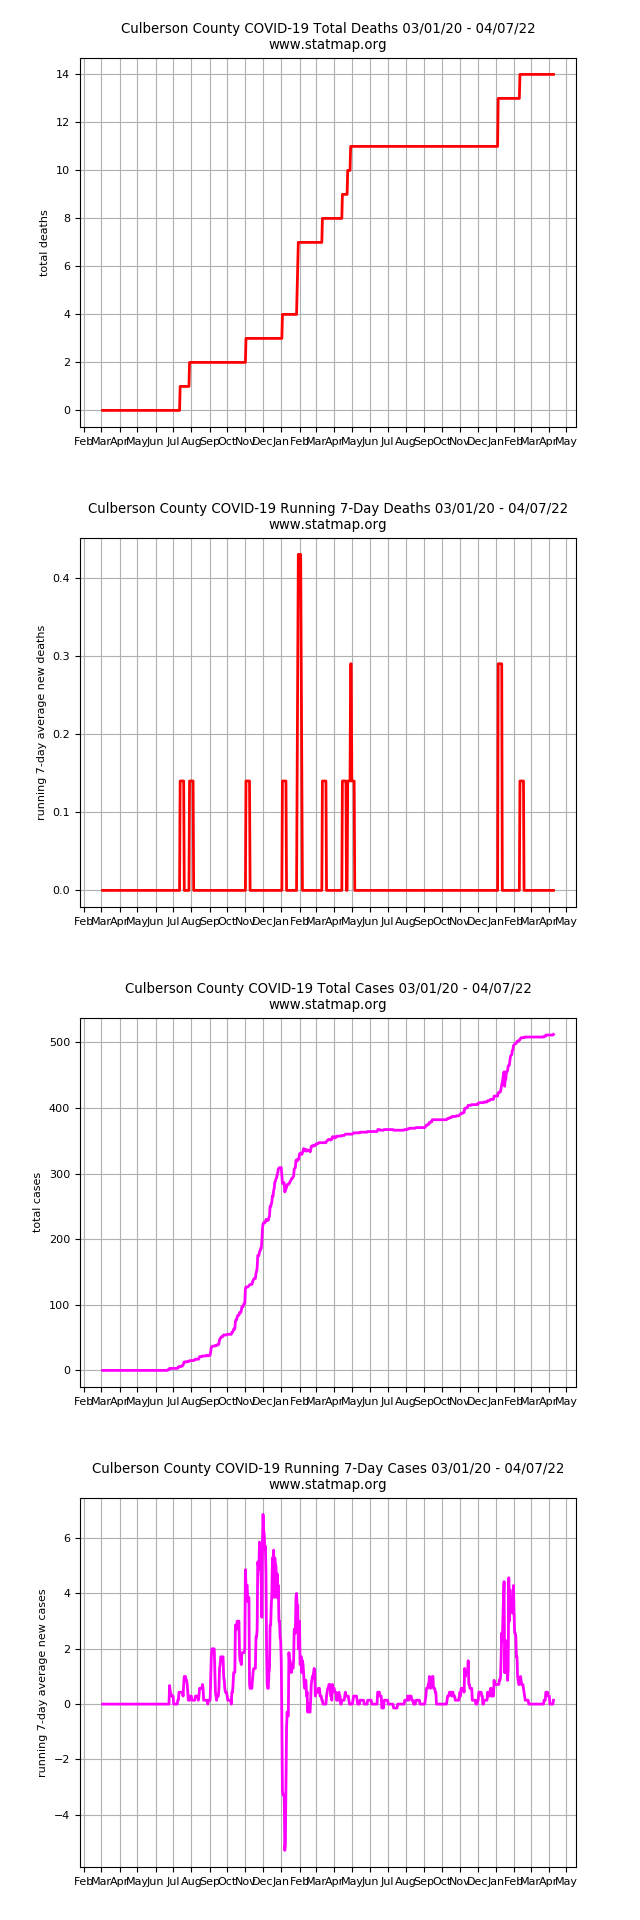 Culberson County COVID-19 Total Deaths 03/01/20 - 04/07/22
www.statmap.org
14
12
10
8
6
4
2
0
total deaths
Feb Mar Apr May Jun Jul Aug Sep Oct Nov Dec Jan Feb Mar Apr May Jun Jul Aug Sep Oct Nov Dec Jan Feb Mar Apr May
Culberson County COVID-19 Running 7-Day Deaths 03/01/20 - 04/07/22
www.statmap.org
0.4
0.3
0.2
0.1
0.0
running 7-day average new deaths
Feb Mar Apr May Jun Jul Aug Sep Oct Nov Dec Jan Feb Mar Apr May Jun Jul Aug Sep Oct Nov Dec Jan Feb Mar Apr May
Culberson County COVID-19 Total Cases 03/01/20 - 04/07/22
www.statmap.org
500
400
300
200
100
0
total cases
Feb Mar Apr May Jun Jul Aug Sep Oct Nov Dec Jan Feb Mar Apr May Jun Jul Aug Sep Oct Nov Dec Jan Feb Mar Apr May
Culberson County COVID-19 Running 7-Day Cases 03/01/20 - 04/07/22
www.statmap.org
6
4
2
0
−2
−4
running 7-day average new cases
Feb Mar Apr May Jun Jul Aug Sep Oct Nov Dec Jan Feb Mar Apr May Jun Jul Aug Sep Oct Nov Dec Jan Feb Mar Apr May